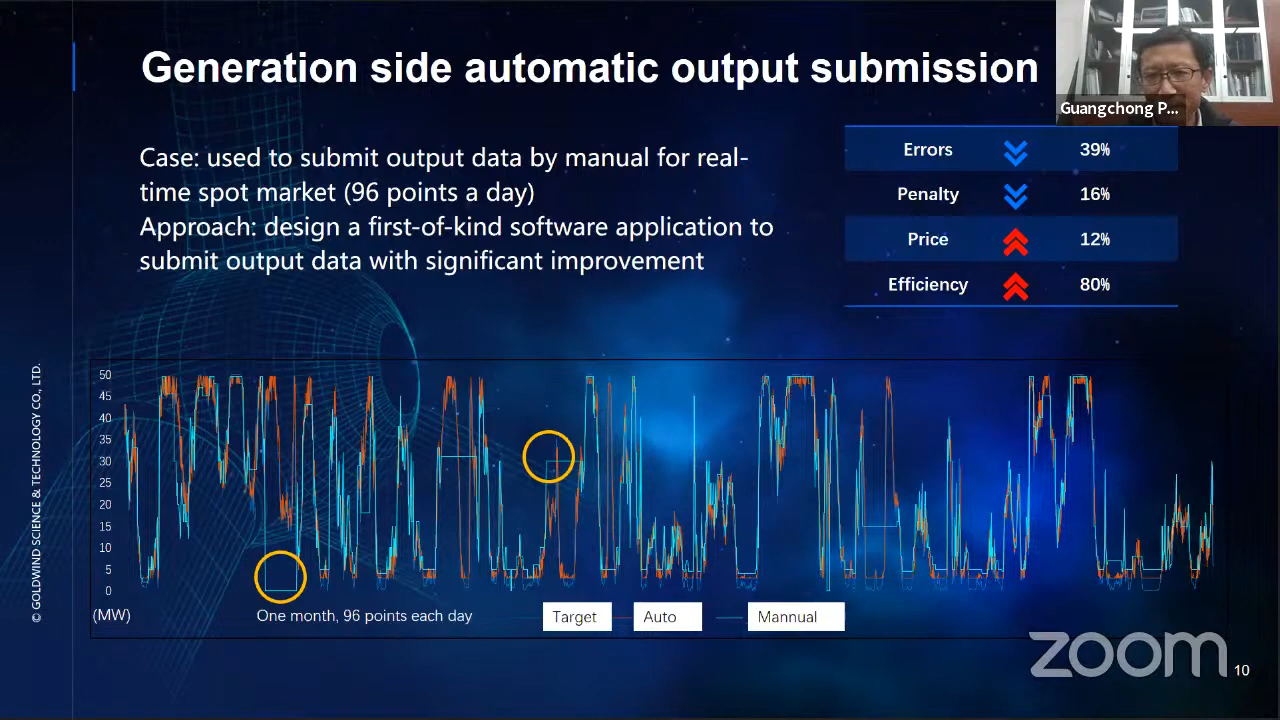 Generation side automatic output submission
Guangchong P...
Case: used to submit output data by manual for real-
time spot market (96 points a day)
Approach: design a first-of-kind software application to
submit output data with significant improvement
Errors 39%
Penalty 16%
Price 12%
Efficiency 80%
© GOLDWIND SCIENCE & TECHNOLOGY CO., LTD.
50
45
40
35
30
25
20
15
10
5
0
(MW)
One month, 96 points each day
Target
Auto
Mannual
zoom
10